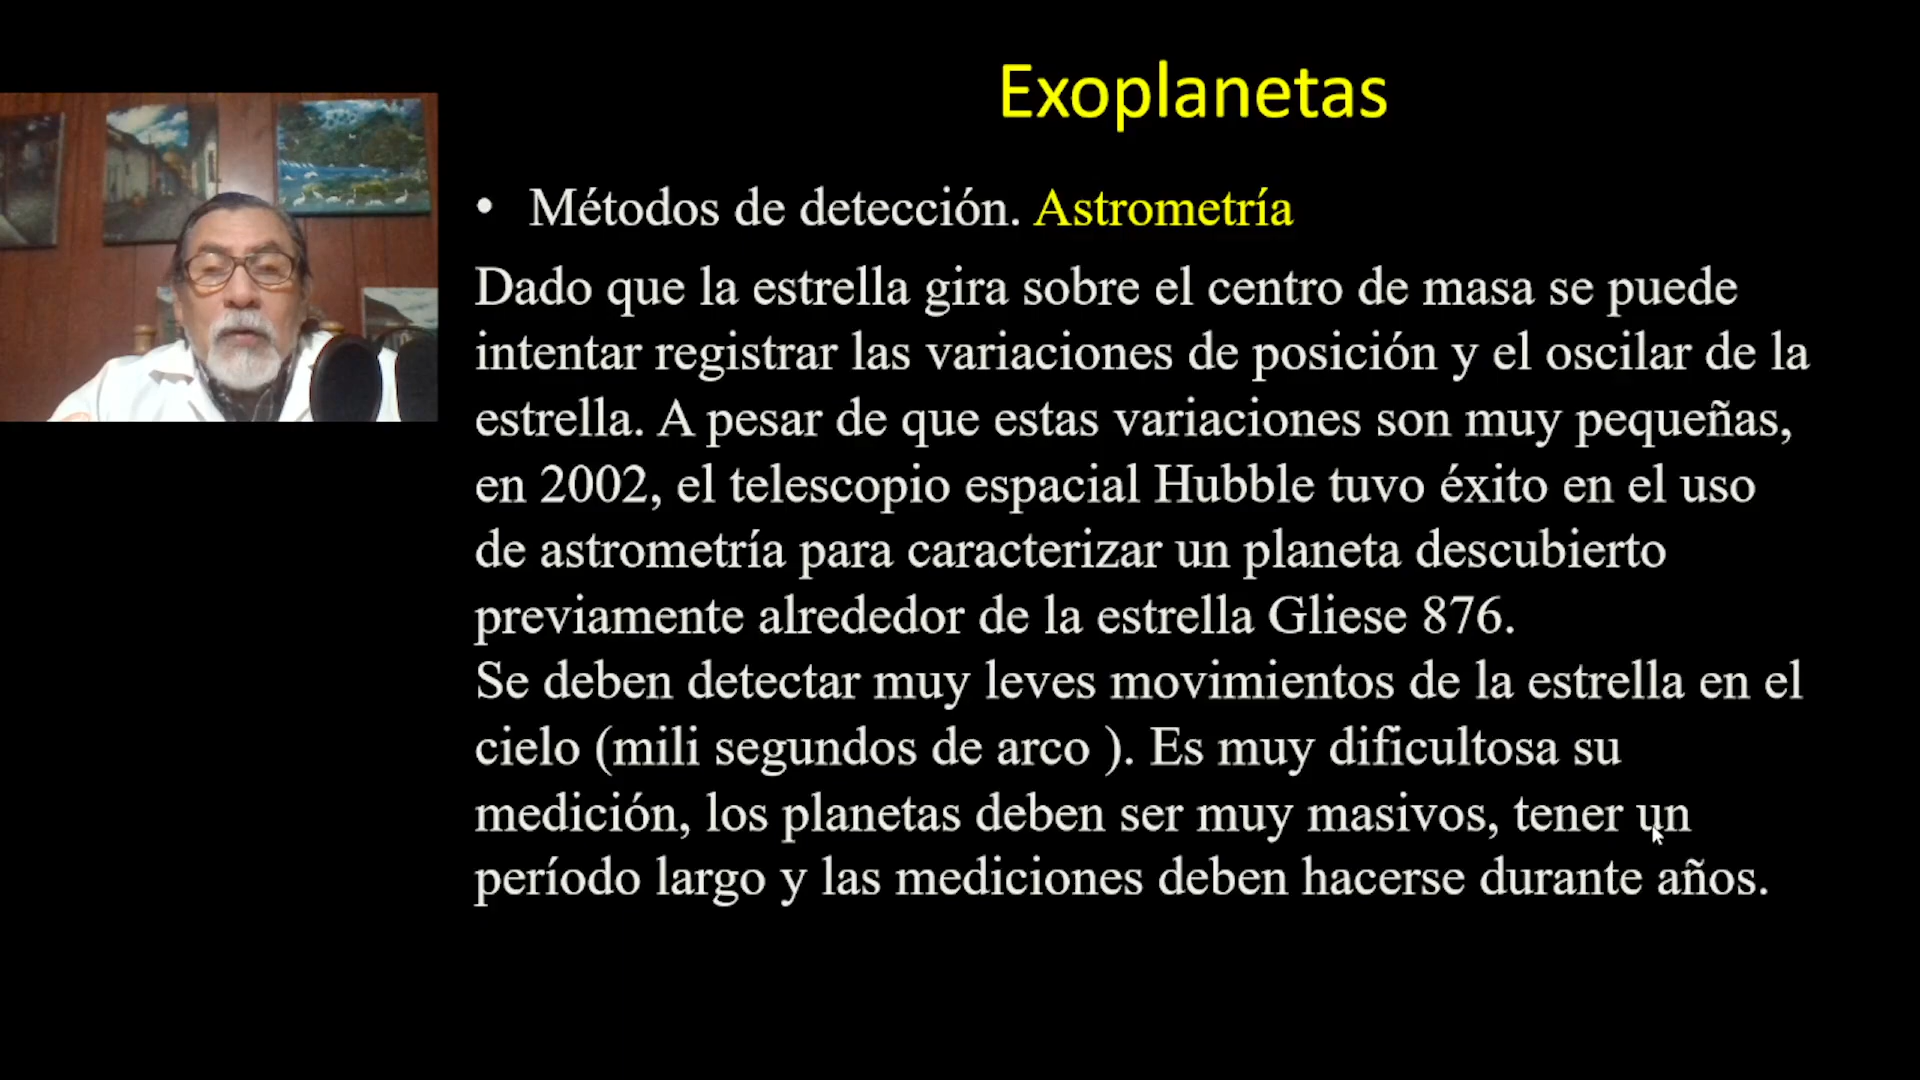 Exoplanetas
• Métodos de detección. Astrometría
Dado que la estrella gira sobre el centro de masa se puede
intentar registrar las variaciones de posición y el oscilar de la
estrella. A pesar de que estas variaciones son muy pequeñas,
en 2002, el telescopio espacial Hubble tuvo éxito en el uso
de astrometría para caracterizar un planeta descubierto
previamente alrededor de la estrella Gliese 876.
Se deben detectar muy leves movimientos de la estrella en el
cielo (mili segundos de arco ). Es muy dificultosa su
medición, los planetas deben ser muy masivos, tener un
período largo y las mediciones deben hacerse durante años.